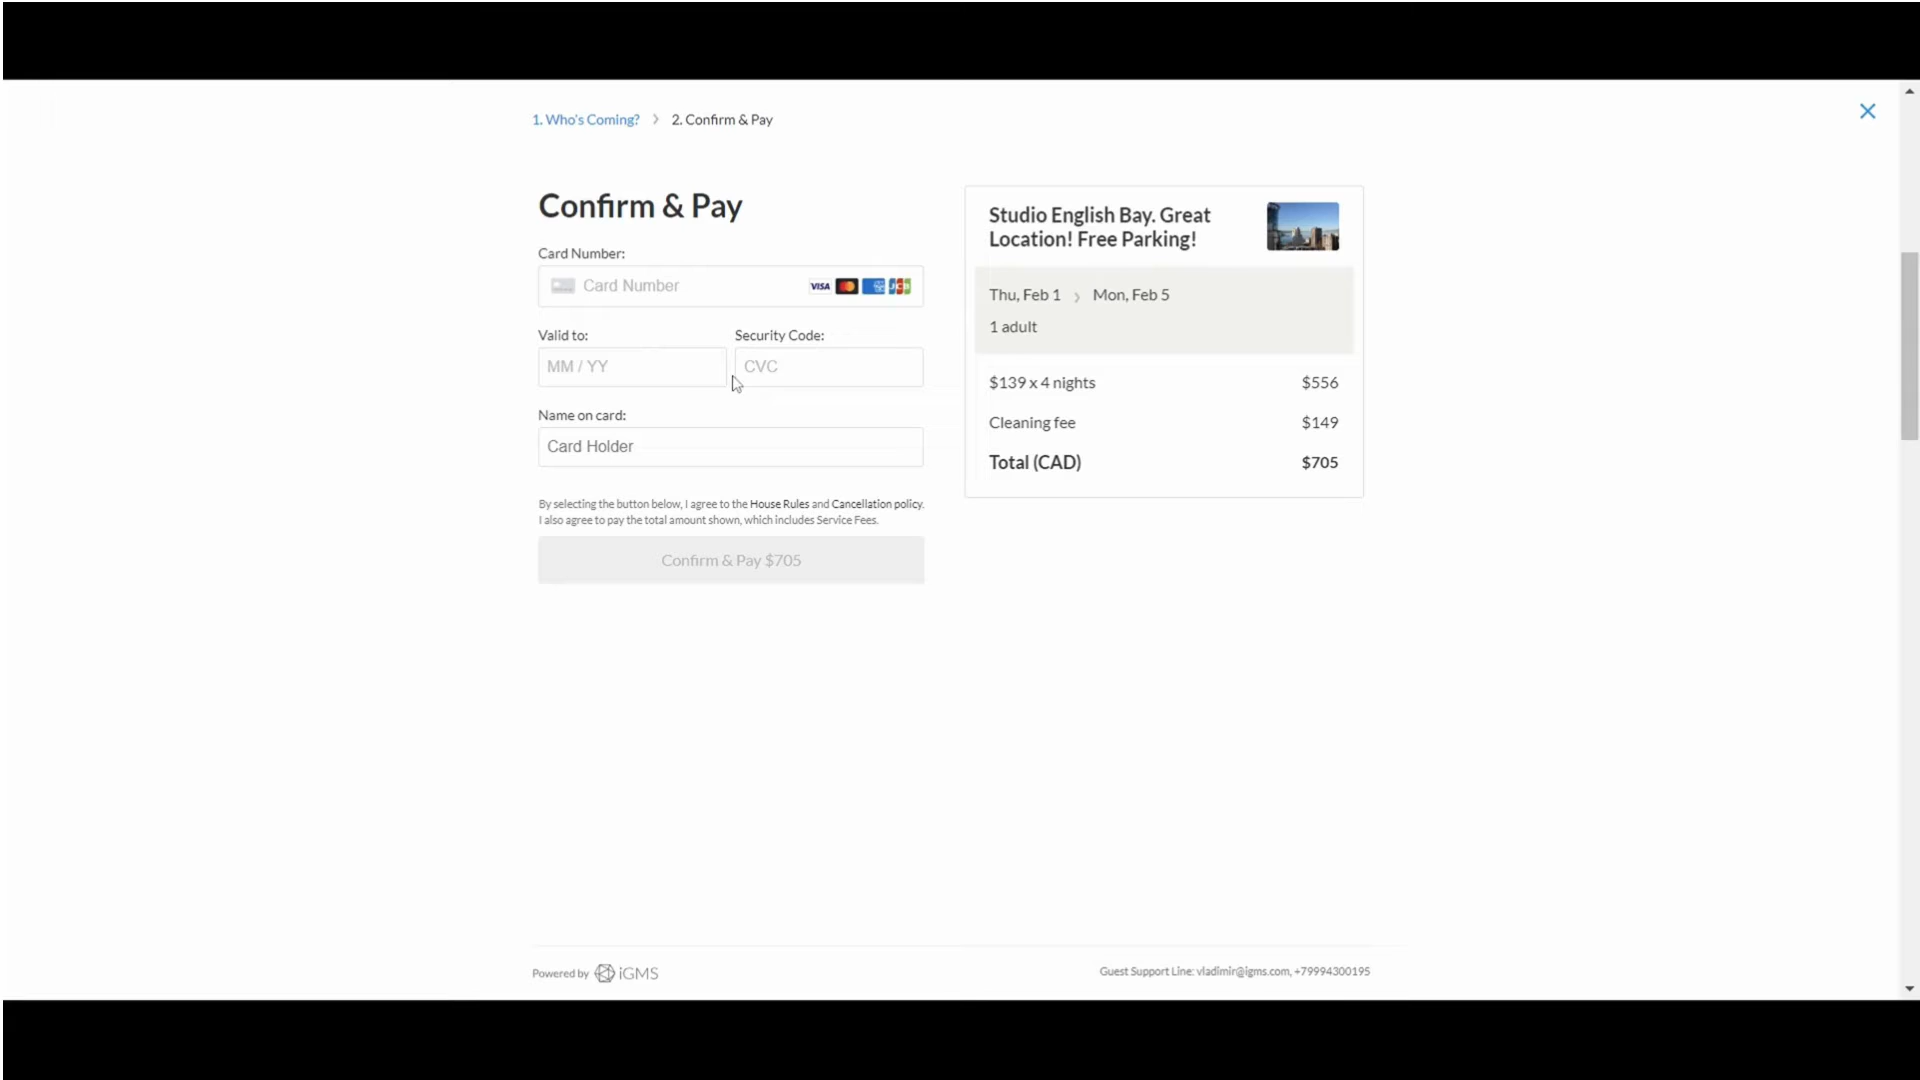 1. Who's Coming? > 2. Confirm & Pay
Confirm & Pay
Card Number:
Card Number VISA JCB
Valid to: Security Code:
MM / YY CVC
Name on card:
Card Holder
By selecting the button below, I agree to the House Rules and Cancellation policy.
I also agree to pay the total amount shown, which includes Service Fees.
Confirm & Pay $705
Studio English Bay. Great
Location! Free Parking!
Thu, Feb 1 > Mon, Feb 5
1 adult
$139 x 4 nights $556
Cleaning fee $149
Total (CAD) $705
Powered by iGMS
Guest Support Line: vladimir@igms.com, +79994300195